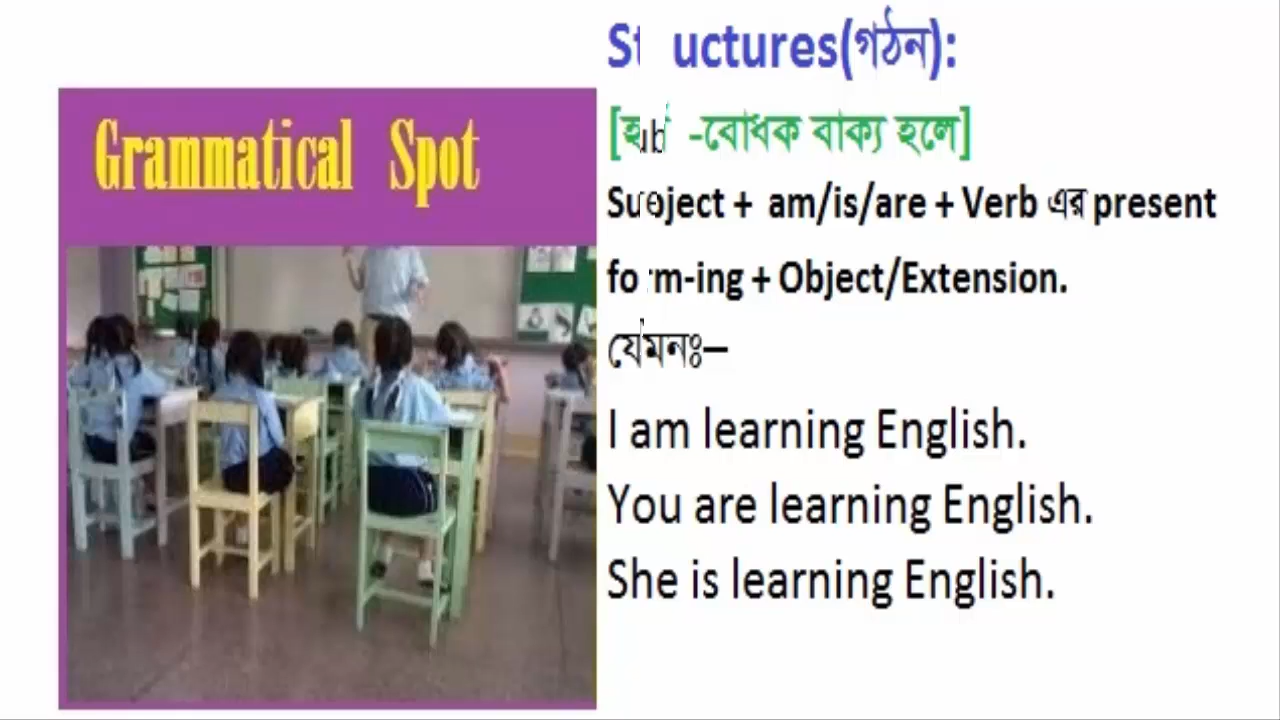 Grammatical Spot
Structures(গঠন):
-বোধক বাক্য হলে]
Subject + am/is/are + Verb এর present
form-ing + Object/Extension.
যেমনঃ–
I am learning English.
You are learning English.
She is learning English.